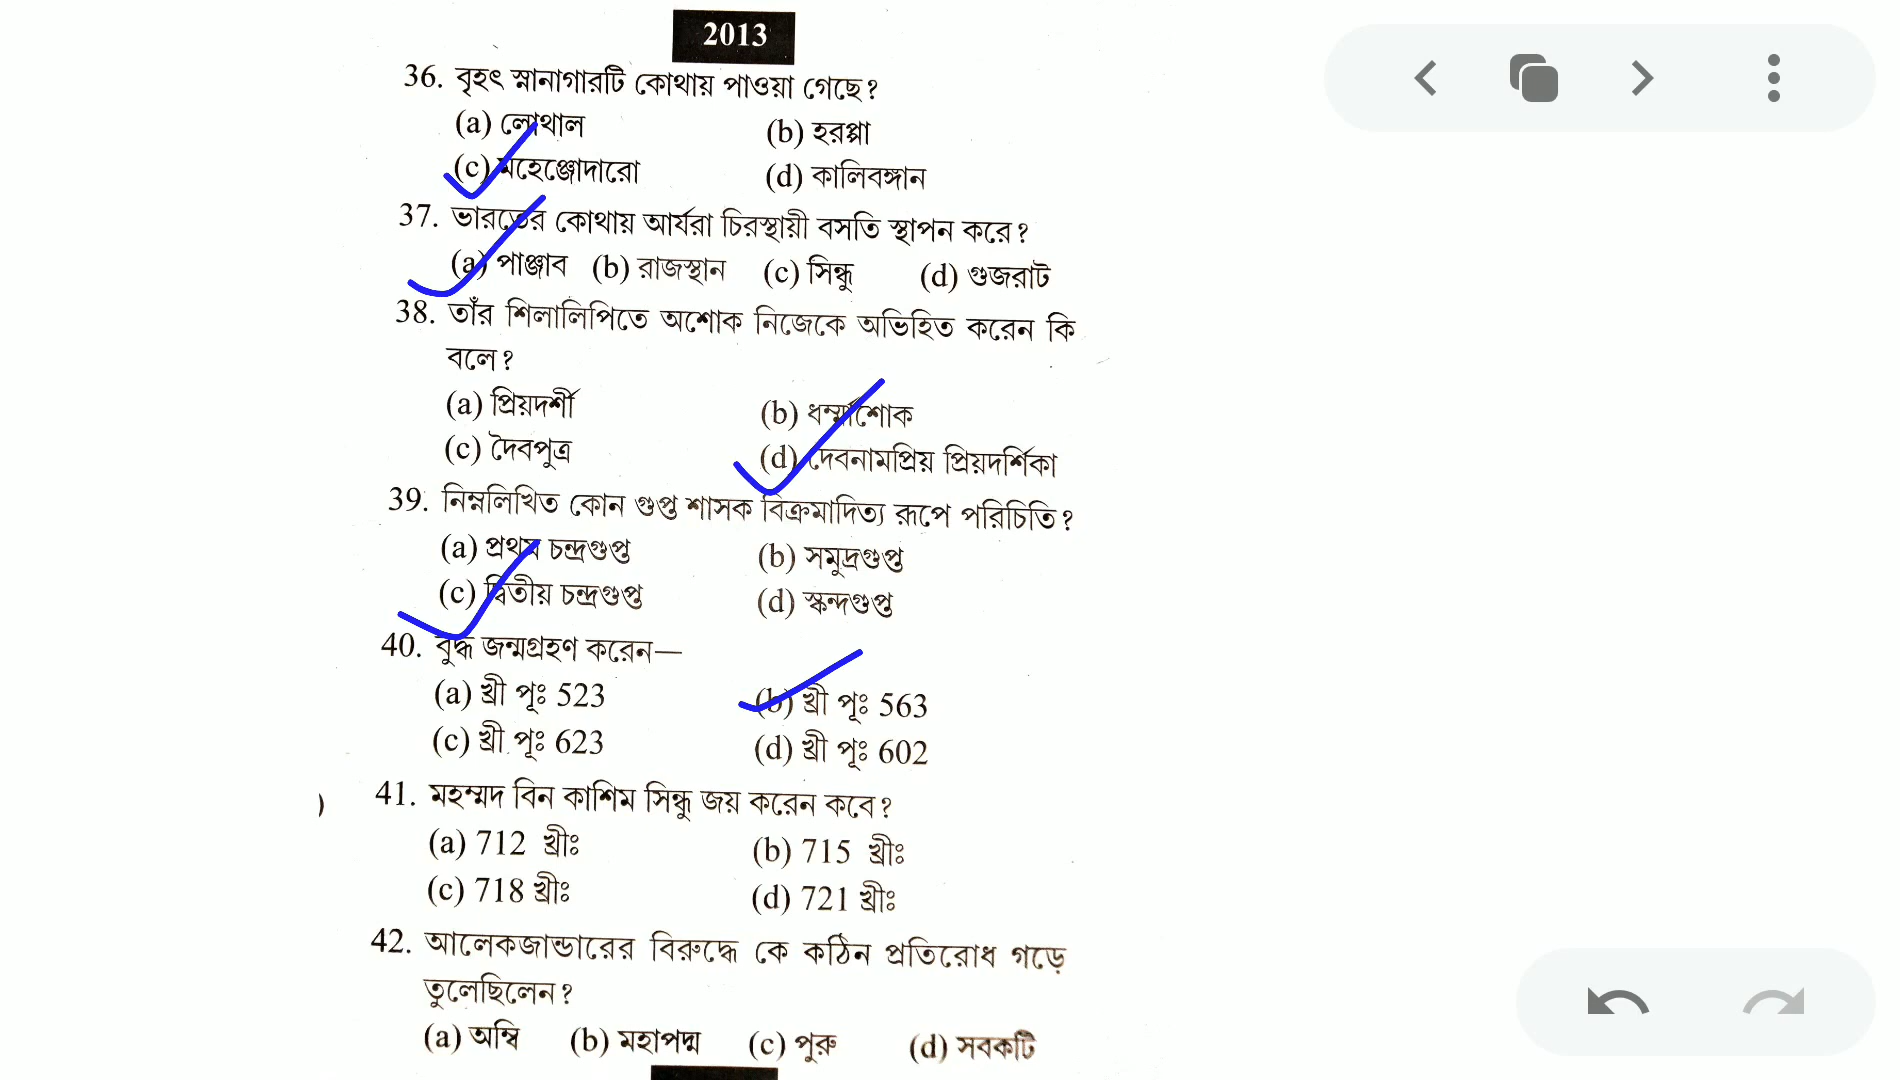 2013
36. বৃহৎ স্নানাগারটি কোথায় পাওয়া গেছে?
(a) লোথাল (b) হরপ্পা
(c) মহেঞ্জোদারো (d) কালিবঙ্গান
37. ভারতের কোথায় আর্যরা চিরস্থায়ী বসতি স্থাপন করে?
(a) পাঞ্জাব (b) রাজস্থান (c) সিন্ধু (d) গুজরাট
38. তাঁর শিলালিপিতে অশোক নিজেকে অভিহিত করেন কি
বলে?
(a) প্রিয়দর্শী (b) ধর্ম্মাশোক
(c) দৈবপুত্র (d) দেবনামপ্রিয় প্রিয়দর্শিকা
39. নিম্নলিখিত কোন গুপ্ত শাসক বিক্রমাদিত্য রূপে পরিচিতি?
(a) প্রথম চন্দ্রগুপ্ত (b) সমুদ্রগুপ্ত
(c) দ্বিতীয় চন্দ্রগুপ্ত (d) স্কন্দগুপ্ত
40. বুদ্ধ জন্মগ্রহণ করেন—
(a) খ্রী পূঃ 523 (b) খ্রী পূঃ 563
(c) খ্রী পূঃ 623 (d) খ্রী পূঃ 602
41. মহম্মদ বিন কাশিম সিন্ধু জয় করেন কবে?
(a) 712 খ্রীঃ (b) 715 খ্রীঃ
(c) 718 খ্রীঃ (d) 721 খ্রীঃ
42. আলেকজান্ডারের বিরুদ্ধে কে কঠিন প্রতিরোধ গড়ে
তুলেছিলেন?
(a) অম্বি (b) মহাপদ্ম (c) পুরু (d) সবকটি